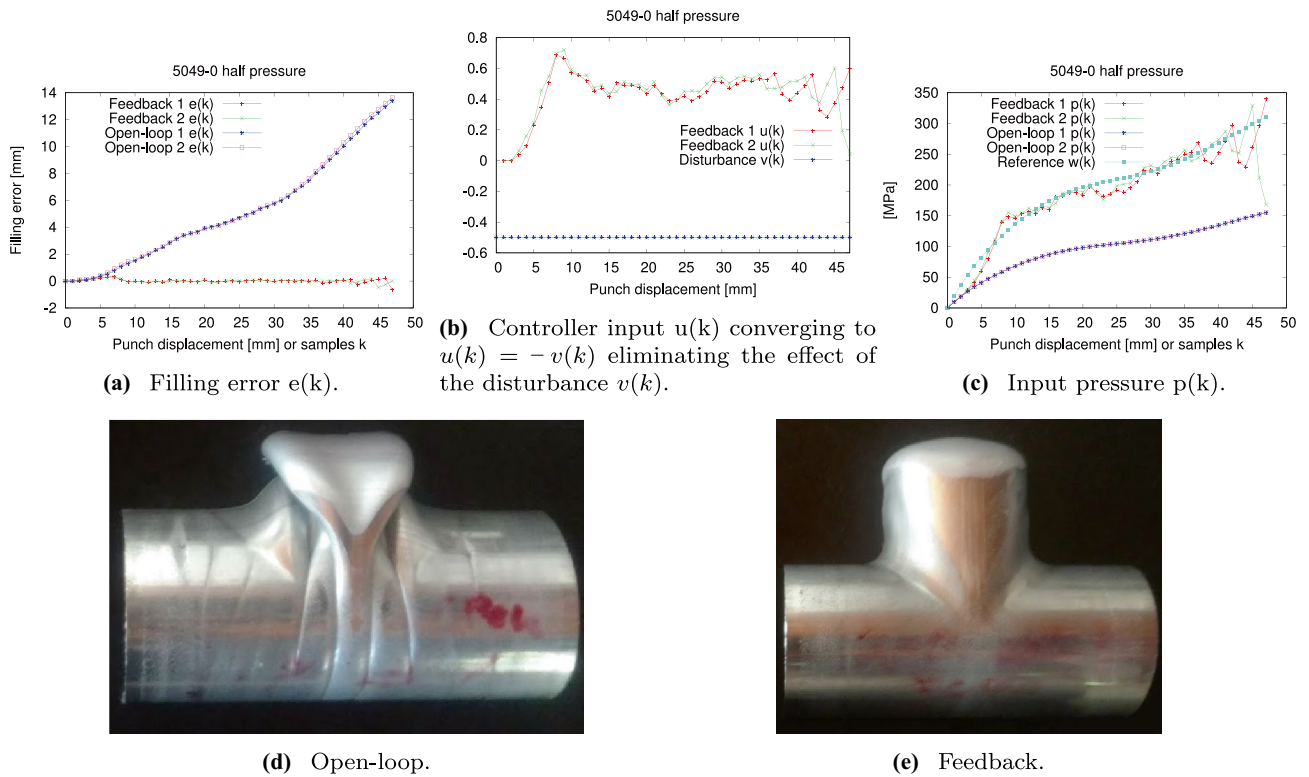 5049-0 half pressure
Feedback 1 e(k)
Feedback 2 e(k)
Open-loop 1 e(k)
Open-loop 2 e(k)
Filling error [mm]
14
12
10
8
6
4
2
0
-2
0 5 10 15 20 25 30 35 40 45 50
Punch displacement [mm] or samples k
(a) Filling error e(k).
5049-0 half pressure
0.8
0.6
0.4
0.2
0
-0.2
-0.4
-0.6
Feedback 1 u(k)
Feedback 2 u(k)
Disturbance v(k)
0 5 10 15 20 25 30 35 40 45
Punch displacement [mm]
(b) Controller input u(k) converging to
u(k) = − v(k) eliminating the effect of
the disturbance v(k).
5049-0 half pressure
Feedback 1 p(k)
Feedback 2 p(k)
Open-loop 1 p(k)
Open-loop 2 p(k)
Reference w(k)
[MPa]
350
300
250
200
150
100
50
0
0 5 10 15 20 25 30 35 40 45 50
Punch displacement [mm] or samples k
(c) Input pressure p(k).
(d) Open-loop.
(e) Feedback.